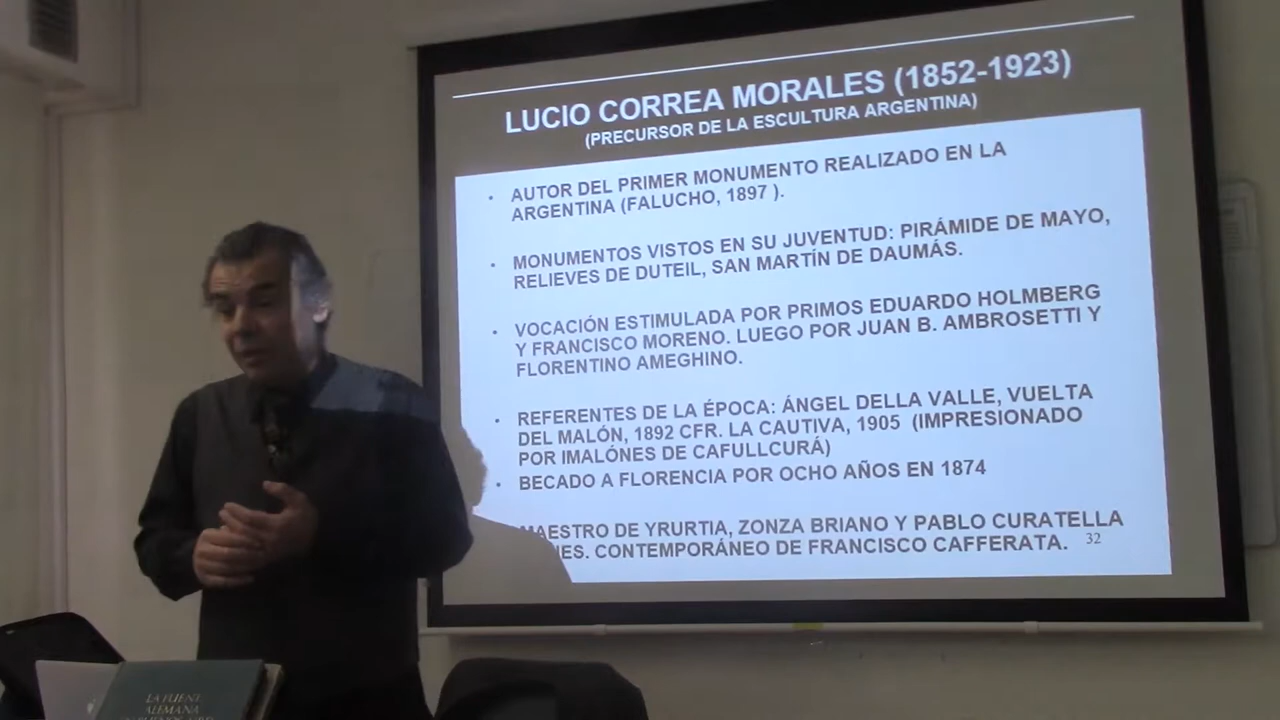 LUCIO CORREA MORALES (1852-1923)
(PRECURSOR DE LA ESCULTURA ARGENTINA)
• AUTOR DEL PRIMER MONUMENTO REALIZADO EN LA
ARGENTINA (FALUCHO, 1897 ).
• MONUMENTOS VISTOS EN SU JUVENTUD: PIRÁMIDE DE MAYO,
RELIEVES DE DUTEIL, SAN MARTÍN DE DAUMÁS.
• VOCACIÓN ESTIMULADA POR PRIMOS EDUARDO HOLMBERG
Y FRANCISCO MORENO. LUEGO POR JUAN B. AMBROSETTI Y
FLORENTINO AMEGHINO.
• REFERENTES DE LA ÉPOCA: ÁNGEL DELLA VALLE, VUELTA
DEL MALÓN, 1892 CFR. LA CAUTIVA, 1905 (IMPRESIONADO
POR IMALÓNES DE CAFULLCURÁ)
• BECADO A FLORENCIA POR OCHO AÑOS EN 1874
MAESTRO DE YRURTIA, ZONZA BRIANO Y PABLO CURATELLA
NES. CONTEMPORÁNEO DE FRANCISCO CAFFERATA.
32
LA FUENT
ALEMANA